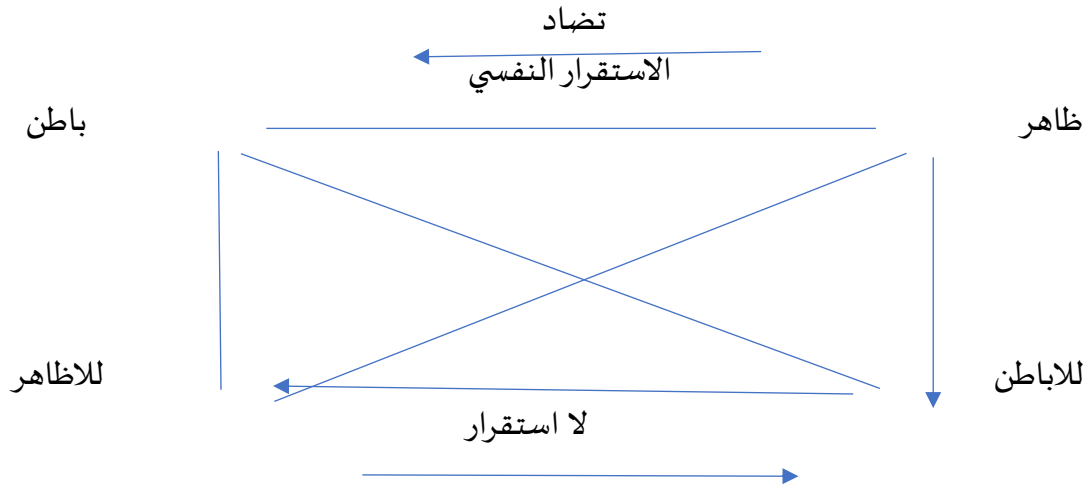 تضاد
الاستقرار النفسي
ظاهر
باطن
للاباطن
للاظاهر
لا استقرار